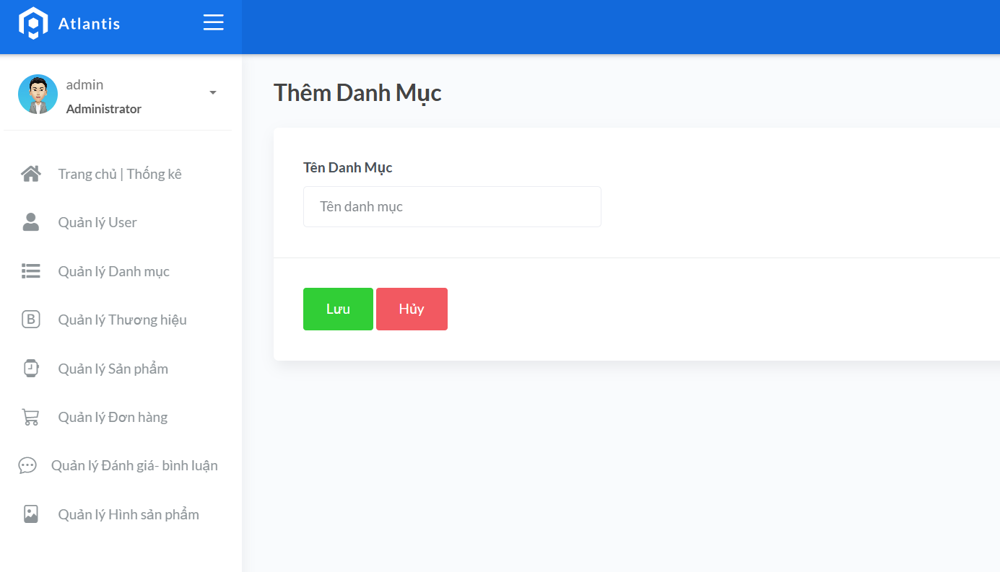 Atlantis
admin
Administrator
Trang chủ | Thống kê
Quản lý User
Quản lý Danh mục
Quản lý Thương hiệu
Quản lý Sản phẩm
Quản lý Đơn hàng
Quản lý Đánh giá- bình luận
Quản lý Hình sản phẩm
Thêm Danh Mục
Tên Danh Mục
Tên danh mục
Lưu Hủy